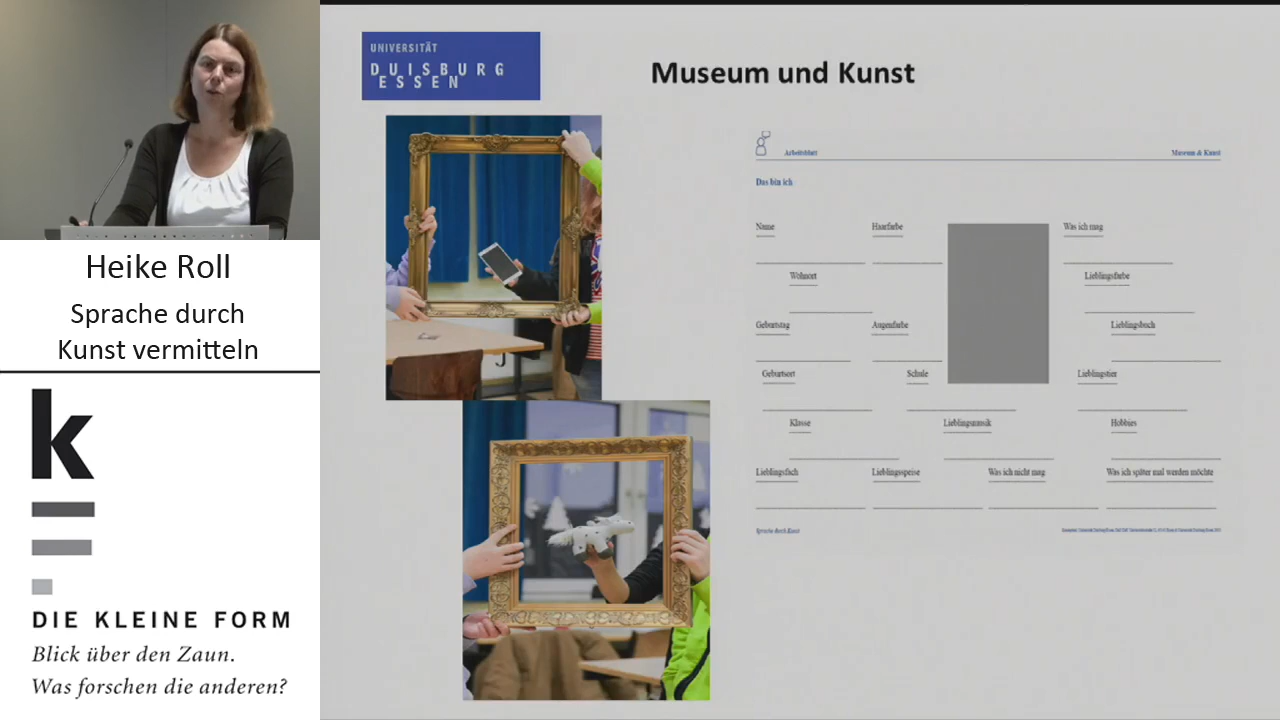 Heike Roll
Sprache durch
Kunst vermitteln
k
DIE KLEINE FORM
Blick über den Zaun.
Was forschen die anderen?
UNIVERSITÄT
DUISBURG
ESSEN
Museum und Kunst
Arbeitsblatt
Museum & Kunst
Das bin ich
Name
Haarfarbe
Was ich mag
Wohnort
Lieblingsfarbe
Geburtstag
Augenfarbe
Lieblingsbuch
Geburtsort
Schule
Lieblingstier
Klasse
Lieblingsmusik
Hobbies
Lieblingsfach
Lieblingsspeise
Was ich nicht mag
Was ich später mal werden möchte
Sprache durch Kunst